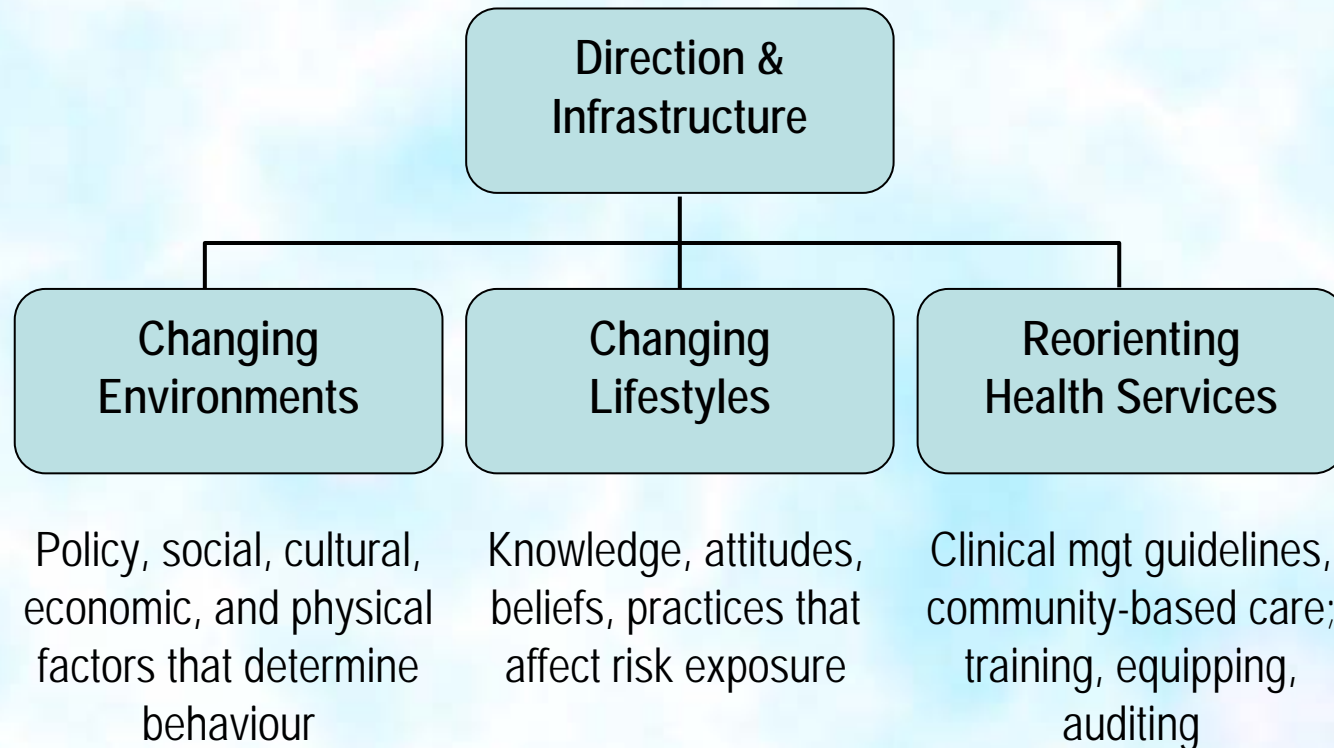 Direction &
Infrastructure
Changing
Environments
Changing
Lifestyles
Reorienting
Health Services
Policy, social, cultural,
economic, and physical
factors that determine
behaviour
Knowledge, attitudes,
beliefs, practices that
affect risk exposure
Clinical mgt guidelines,
community-based care;
training, equipping,
auditing